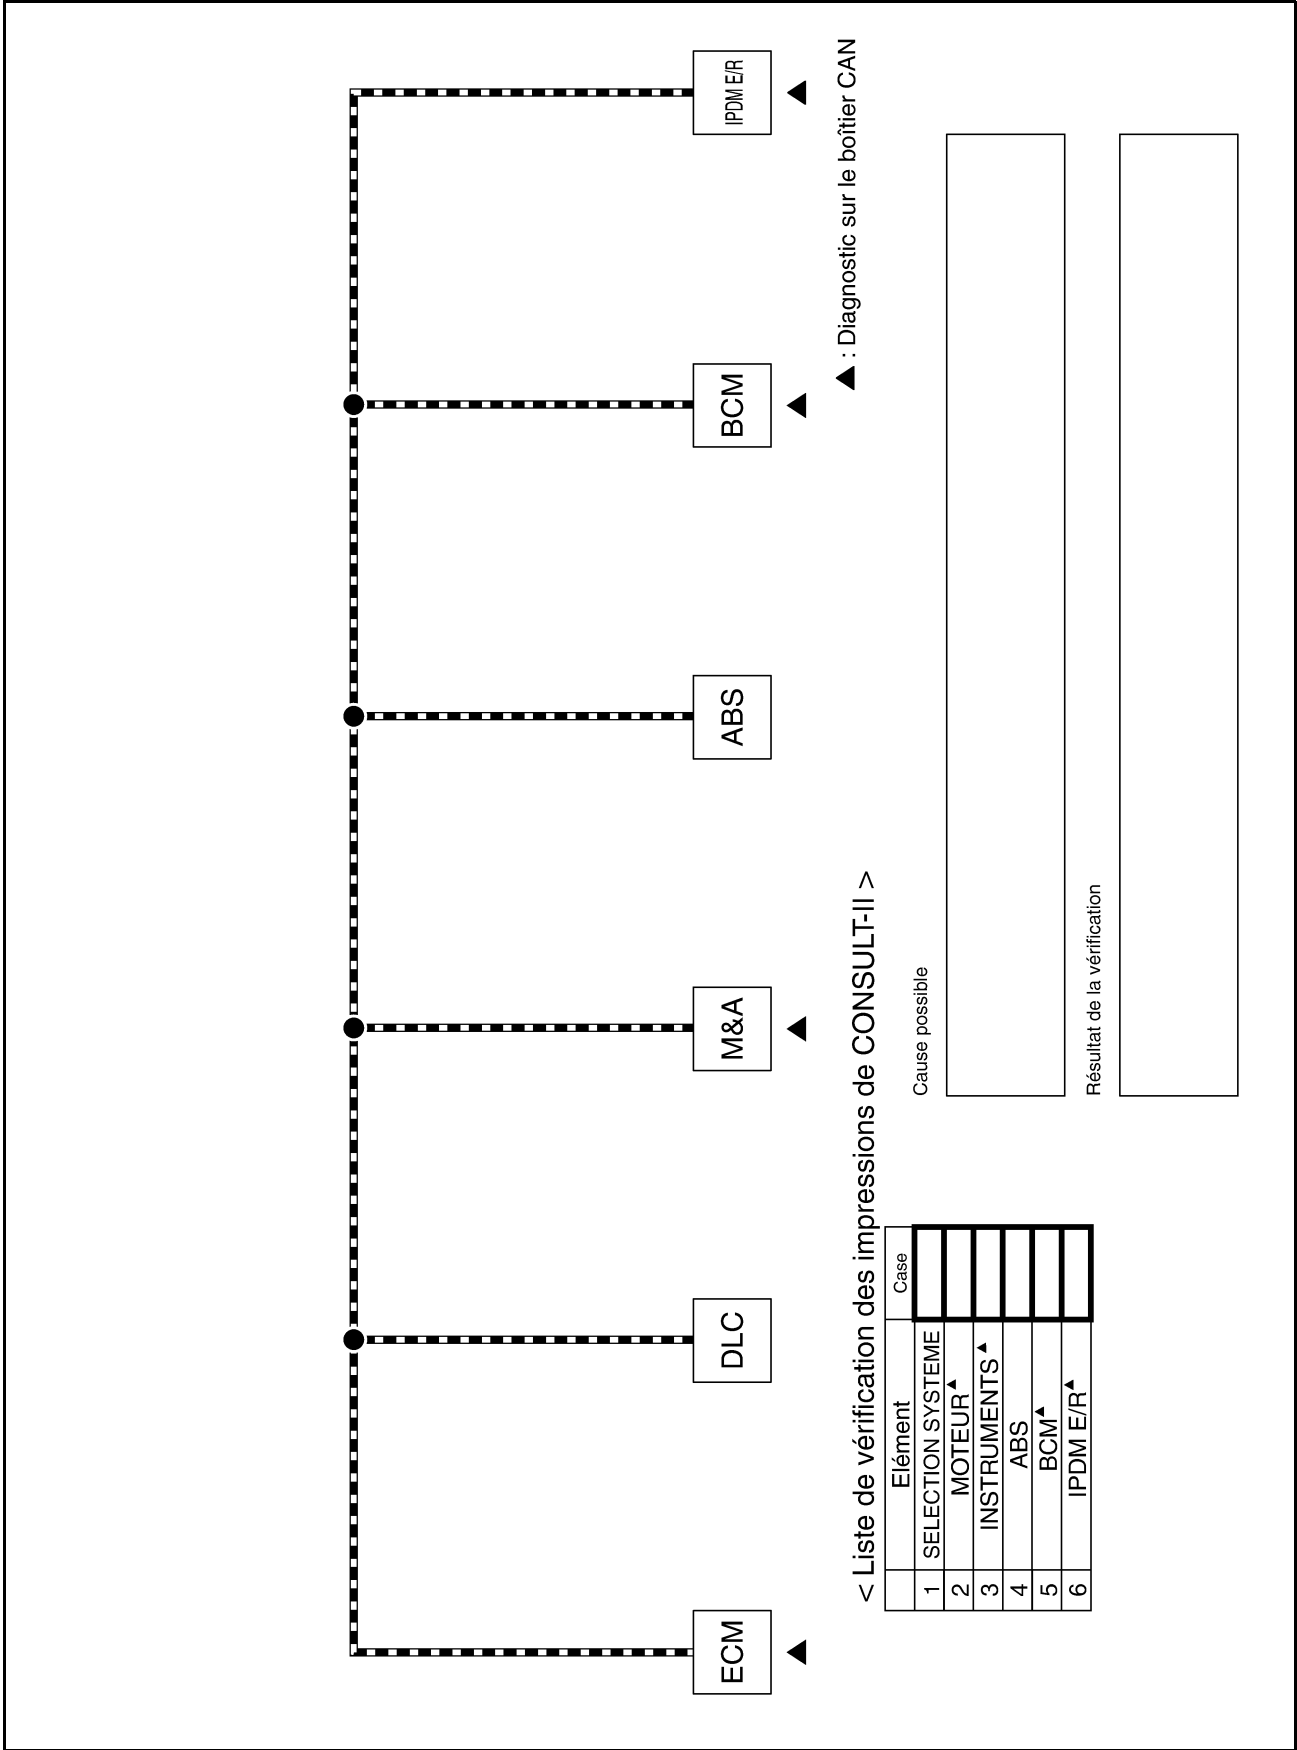 ECM
DLC
M&A
ABS
BCM
IPDM E/R
▲ : Diagnostic sur le boîtier CAN
< Liste de vérification des impressions de CONSULT-II >
Elément Case
1 SELECTION SYSTEME
2 MOTEUR▲
3 INSTRUMENTS▲
4 ABS
5 BCM▲
6 IPDM E/R▲
Cause possible
Résultat de la vérification